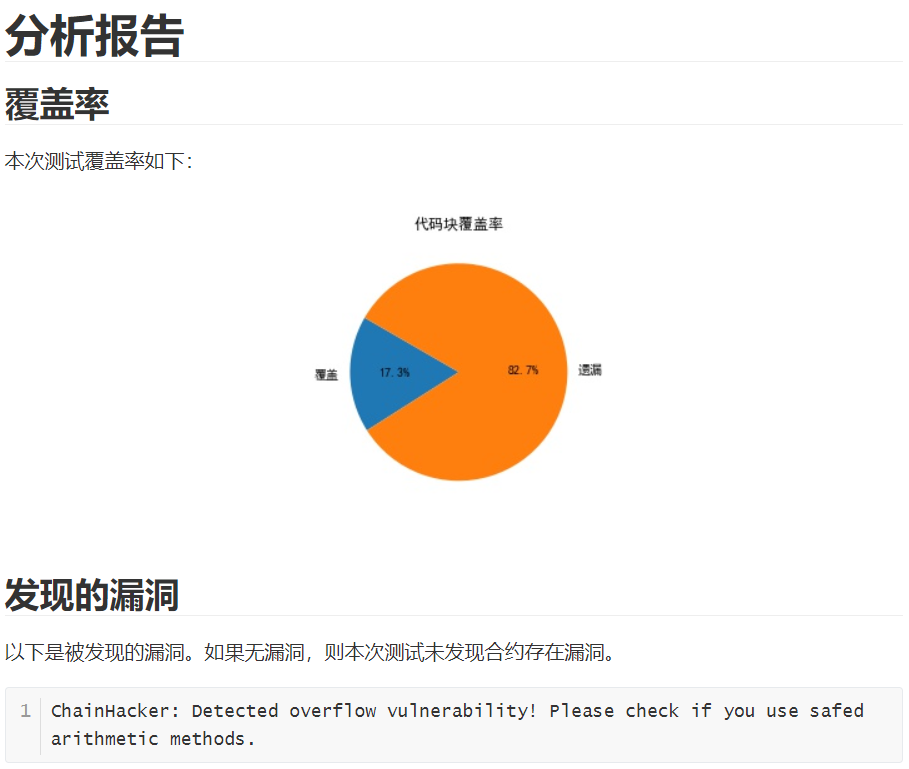 分析报告
覆盖率
本次测试覆盖率如下：
代码块覆盖率
覆盖
17.3%
82.7%
遗漏
发现的漏洞
以下是被发现的漏洞。如果无漏洞，则本次测试未发现合约存在漏洞。
1 ChainHacker: Detected overflow vulnerability! Please check if you use safed
arithmetic methods.